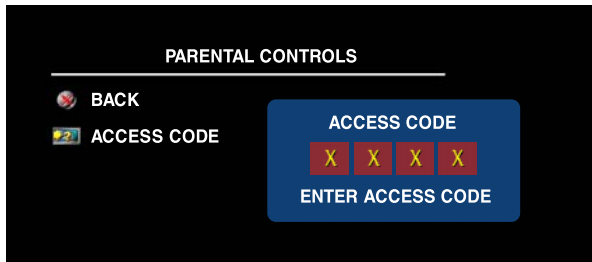 PARENTAL CONTROLS
BACK
ACCESS CODE
ACCESS CODE
X X X X
ENTER ACCESS CODE